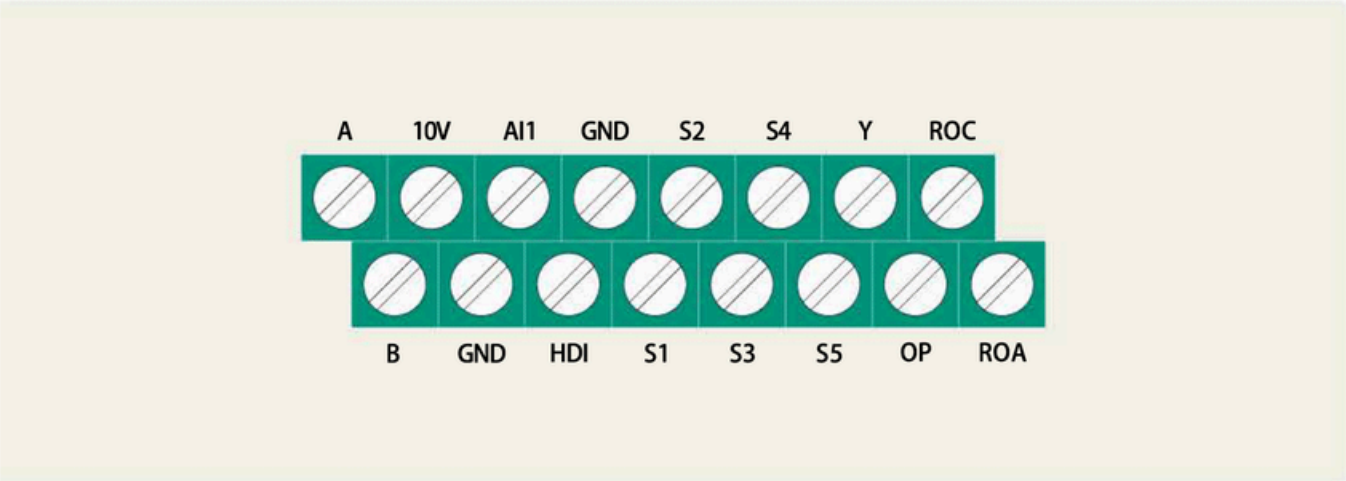 A 10V AI1 GND S2 S4 Y ROC
B GND HDI S1 S3 S5 OP ROA